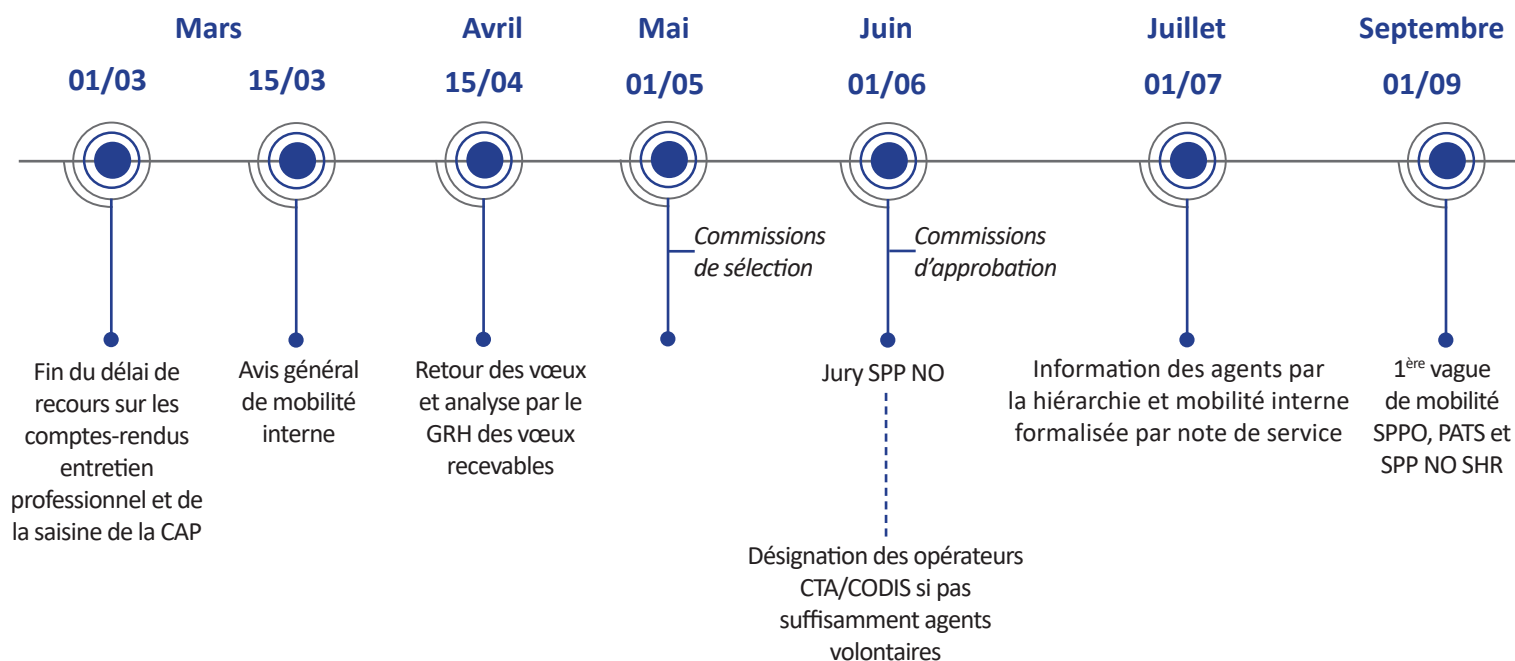 Mars
Avril
Mai
Juin
Juillet
Septembre
01/03
15/03
15/04
01/05
01/06
01/07
01/09
Commissions
de sélection
Commissions
d'approbation
Fin du délai de
recours sur les
comptes-rendus
entretien
professionnel et de
la saisine de la CAP
Avis général
de mobilité
interne
Retour des vœux
et analyse par le
GRH des vœux
recevables
Jury SPP NO
Désignation des opérateurs
CTA/CODIS si pas
suffisamment agents
volontaires
Information des agents par
la hiérarchie et mobilité interne
formalisée par note de service
1ère vague
de mobilité
SPPO, PATS et
SPP NO SHR